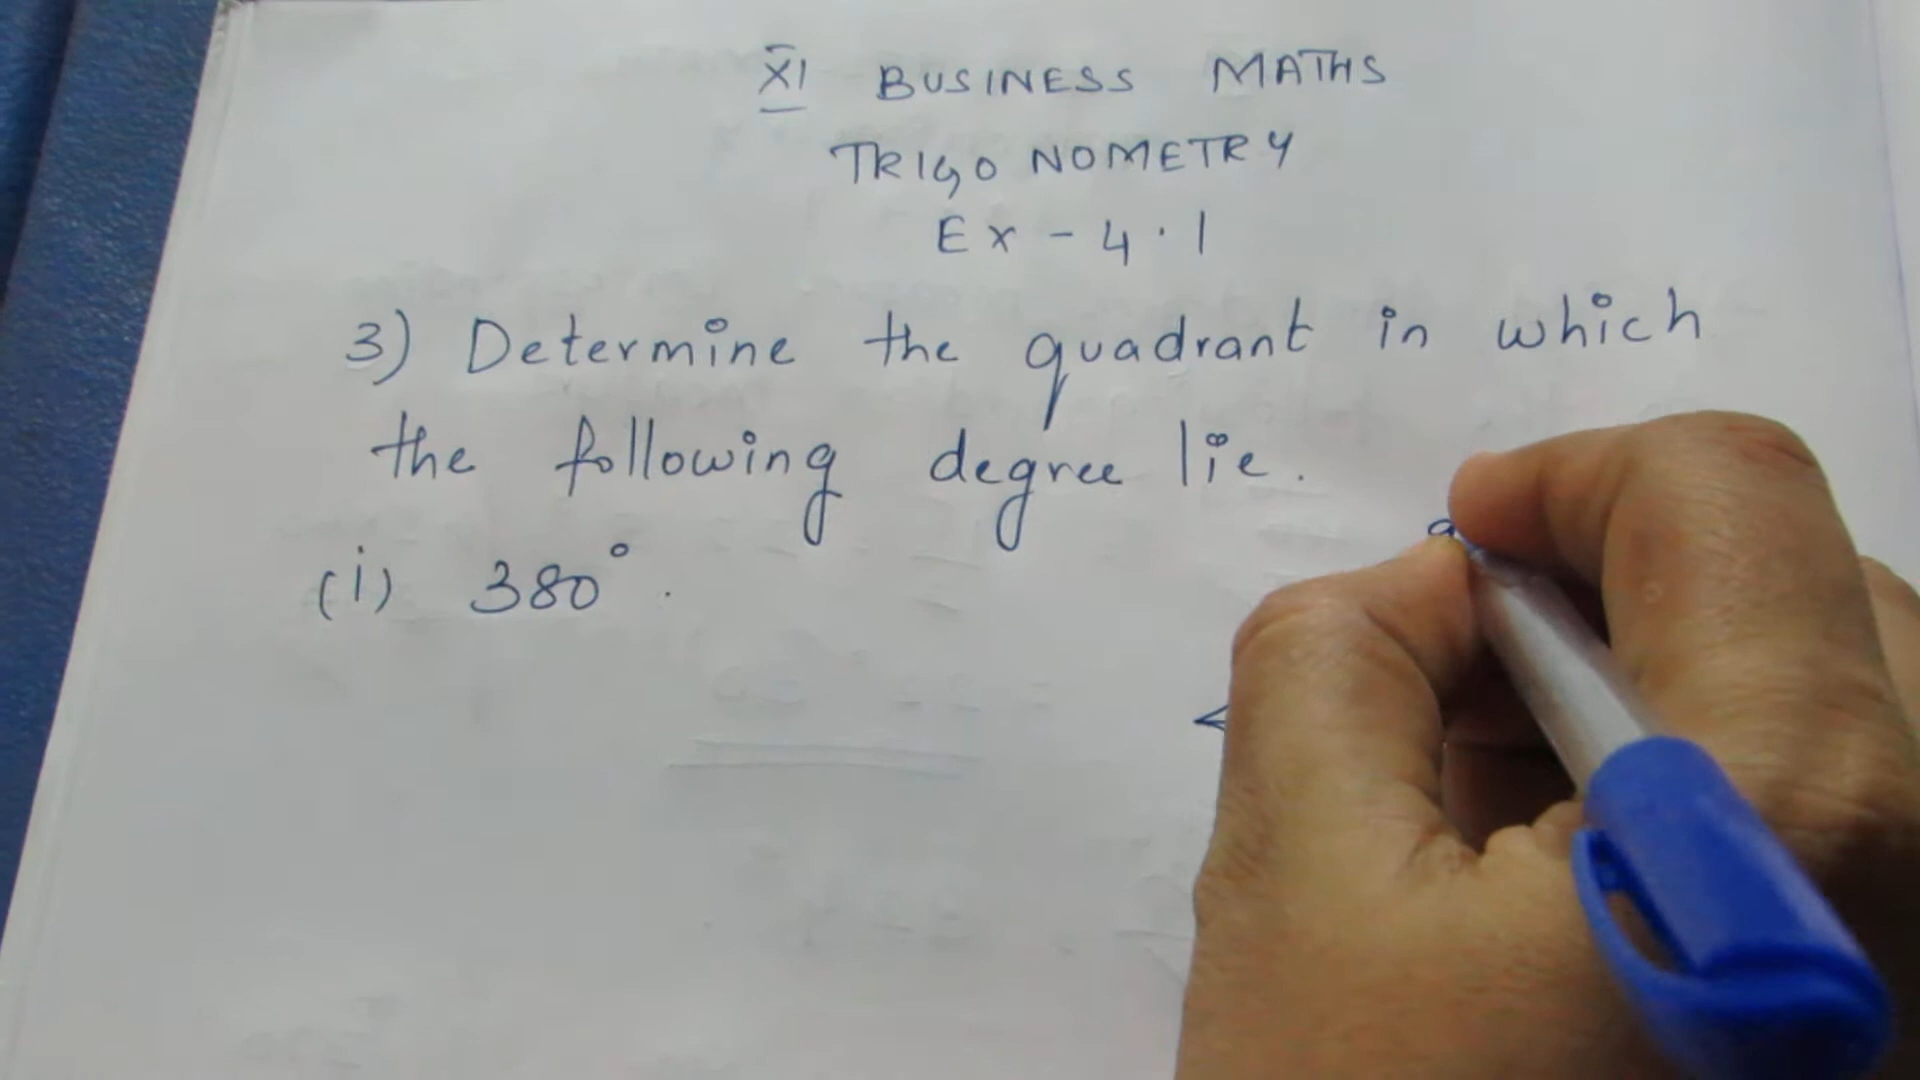 XI BUSINESS MATHS
TRIGONOMETRY
Ex - 4.1
3) Determine the quadrant in which
the following degree lie.
(i) 380°.